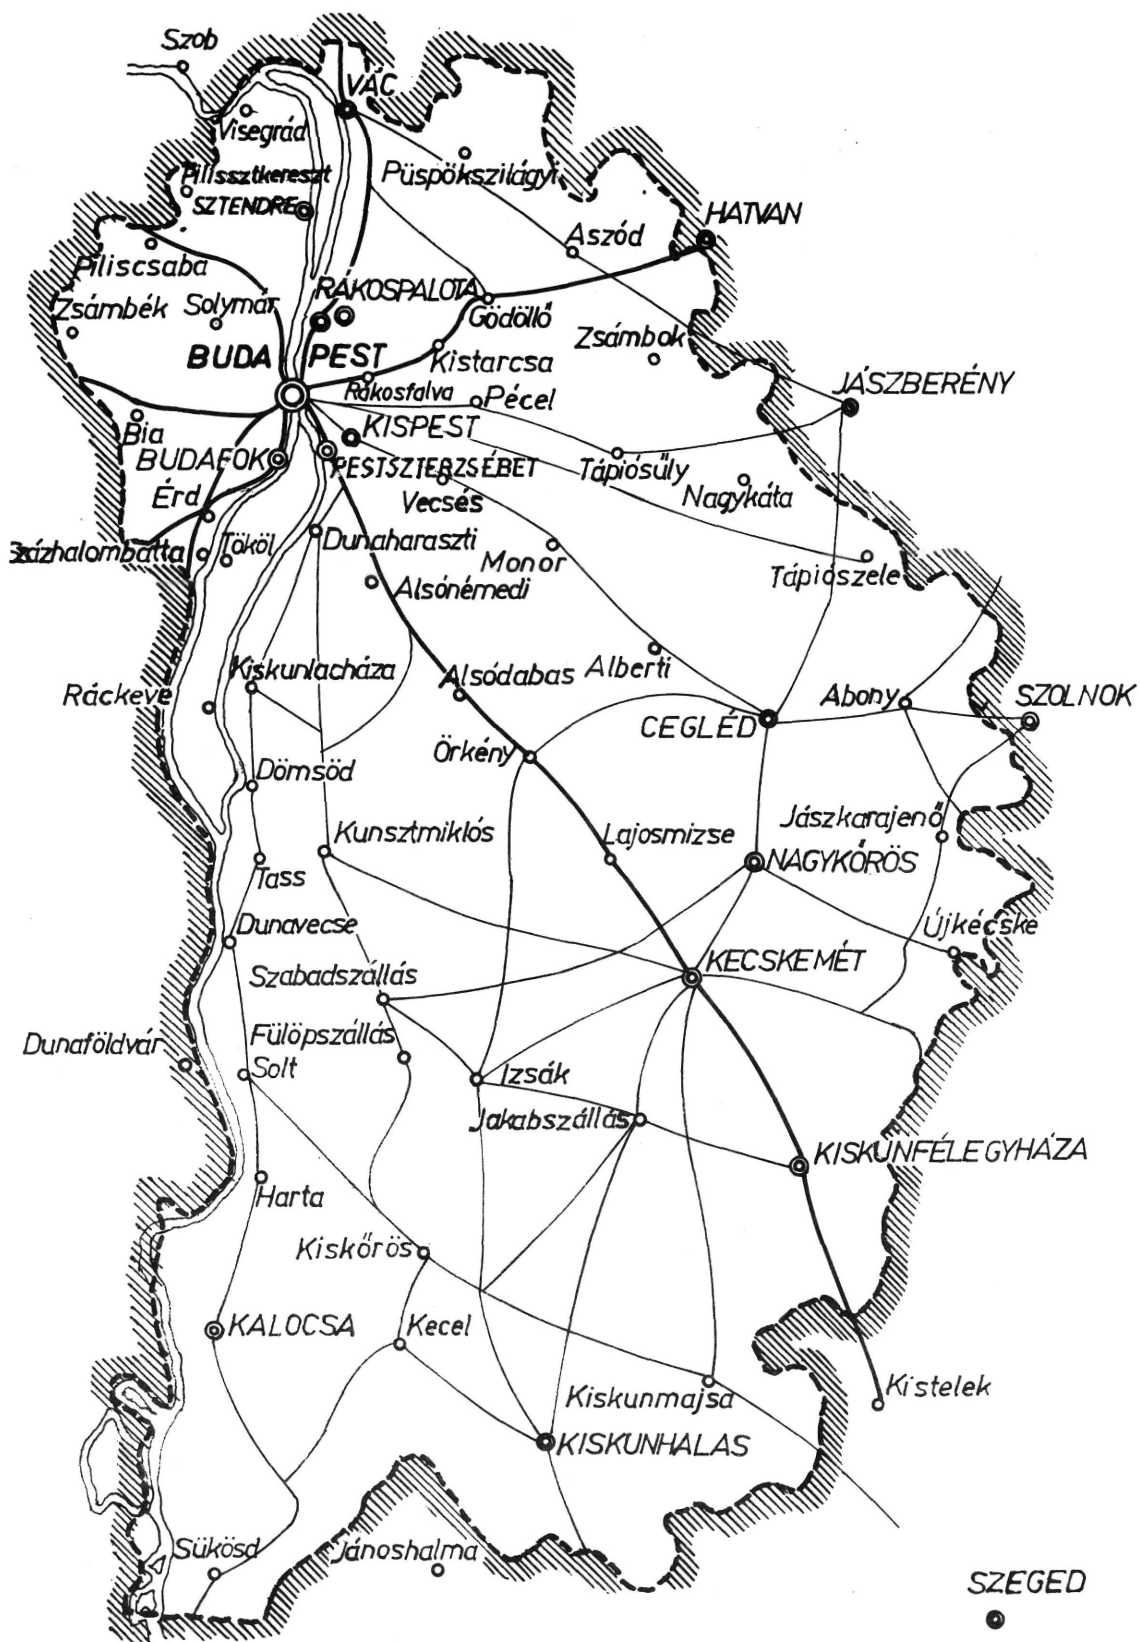 Szob
VÁC
Visegrád
Pilissztkereszt
Püspökszilágyi
SZTENDRE
HATVAN
Aszód
Piliscsaba
RÁKOSPALOTA
Zsámbék
Solymár
Gödöllő
Zsámbok
BUDA PEST
Kistarcsa
Rákosfalva
Pécel
JÁSZBERÉNY
Bia
KISPEST
BUDAFOK
PESTSZTERZSÉBET
Tápiósűly
Érd
Vecsés
Nagykáta
Százhalombatta
Tököl
Dunaharaszti
Monor
Tápiószele
Alsónémedi
Kiskunlacháza
Alberti
Ráckeve
Alsódabas
Abony
SZOLNOK
CEGLÉD
Örkény
Dömsöd
Kunsztmiklós
Lajosmizse
Jászkarajenő
Tass
NAGYKŐRÖS
Dunavecse
Újkécske
Szabadszállás
KECSKEMÉT
Dunaföldvár
Fülöpszállás
Solt
Izsák
Jakabszállás
KISKUNFÉLEGYHÁZA
Harta
Kiskőrös
KALOCSA
Kecel
Kiskunmajsa
Kistelek
KISKUNHALAS
Sükösd
Jánoshalma
SZEGED